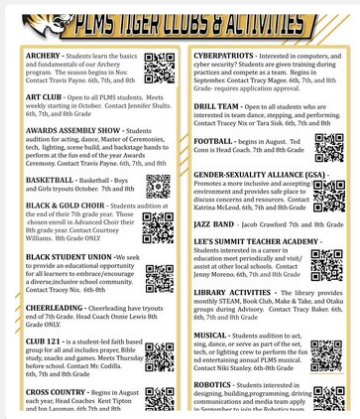 PLMS TIGER CLUBS & ACTIVITIES
ARCHERY - Students learn the basics
and fundamentals of our Archery
program. The season begins in Nov.
Contact Travis Payne. 6th, 7th, and 8th
ART CLUB - Open to all PLMS students. Meets
weekly starting in October. Contact Jennifer Shults.
6th, 7th, and 8th Grade
AWARDS ASSEMBLY SHOW - Students
audition for acting, dance, Master of Ceremonies,
tech, lighting, scene build, and backstage hands to
perform at the fun end of the year Awards
Ceremony. Contact Travis Payne. 6th, 7th, and 8th
BASKETBALL - Basketball - Boys
and Girls tryouts October. 7th and 8th
BLACK & GOLD CHOIR - Students audition at
the end of their 7th grade year. Those
chosen enroll in Advanced Choir their
8th grade year. Contact Courtney
Williams. 8th Grade ONLY
BLACK STUDENT UNION -We seek
to provide an educational opportunity
for all learners to embrace/encourage
a diverse,inclusive school community.
Contact Tracey Nix. 6th-8th
CHEERLEADING - Cheerleading have tryouts
end of 7th Grade. Head Coach Onnie Lewis 8th
Grade ONLY.
CLUB 121 - is a student-led faith based
group for all and includes prayer, Bible
study, snacks and games. Meets Thursday
before school. Contact Mr. Codilla.
6th, 7th and 8th Grade
CROSS COUNTRY - Begins in August
each year; Head Coaches Kent Tipton
and Jon Lassman. 6th,7th and 8th
CYBERPATRIOTS - Interested in computers, and
cyber security? Students are given training during
practices and compete as a team. Begins in
September. Contact Tracy Magee. 6th, 7th and 8th
Grade- requires application approval.
DRILL TEAM - Open to all students who are
interested in team dance, stepping, and performing.
Contact Tracey Nix or Tara Sisk. 6th, 7th and 8th
FOOTBALL - begins in August. Ted
Conn is Head Coach. 7th and 8th Grade
GENDER-SEXUALITY ALLIANCE (GSA) -
Promotes a more inclusive and accepting
environment and provides safe place to
discuss concerns and resources. Contact
Katrina McLeod. 6th, 7th and 8th Grade
JAZZ BAND - Jacob Crawford 7th and 8th Grade
LEE'S SUMMIT TEACHER ACADEMY -
Students interested in a career in
education meet periodically and visit/
assist at other local schools. Contact
Jenny Moreno. 6th, 7th and 8th Grade
LIBRARY ACTIVITIES - The library provides
monthly STEAM, Book Club, Make & Take, and Otaku
groups during Advisory. Contact Tracy Baker. 6th,
6th, 7th and 8th Grade
MUSICAL - Students audition to act,
sing, dance, or serve as part of the set,
tech, or lighting crew to perform the fun
nd entertaining annual PLMS musical.
Contact Niki Stanley. 6th-8th Grade
ROBOTICS - Students interested in
designing, building,programming, driving
communications and media apply
in September to join the Robotics team.